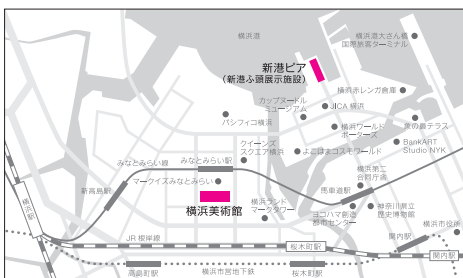 横浜港
横浜港大さん橋
国際旅客ターミナル
新港ピア
(新港ふ頭展示施設)
横浜赤レンガ倉庫
カップヌードル
ミュージアム
JICA 横浜
パシフィコ横浜
横浜ワールド
ポーターズ
象の鼻テラス
クイーンズ
スクエア横浜
よこはまコスモワールド
BankART
Studio NYK
みなとみらい線
みなとみらい駅
マークイズみなとみらい
横浜第二
合同庁舎
新高島駅
馬車道駅
横浜美術館
横浜ランド
マークタワー
ヨコハマ創造
都市センター
神奈川県立
歴史博物館
横浜駅
横浜市役所
関内駅
JR 根岸線
桜木町駅
関内駅
高島町駅
横浜市営地下鉄
桜木町駅